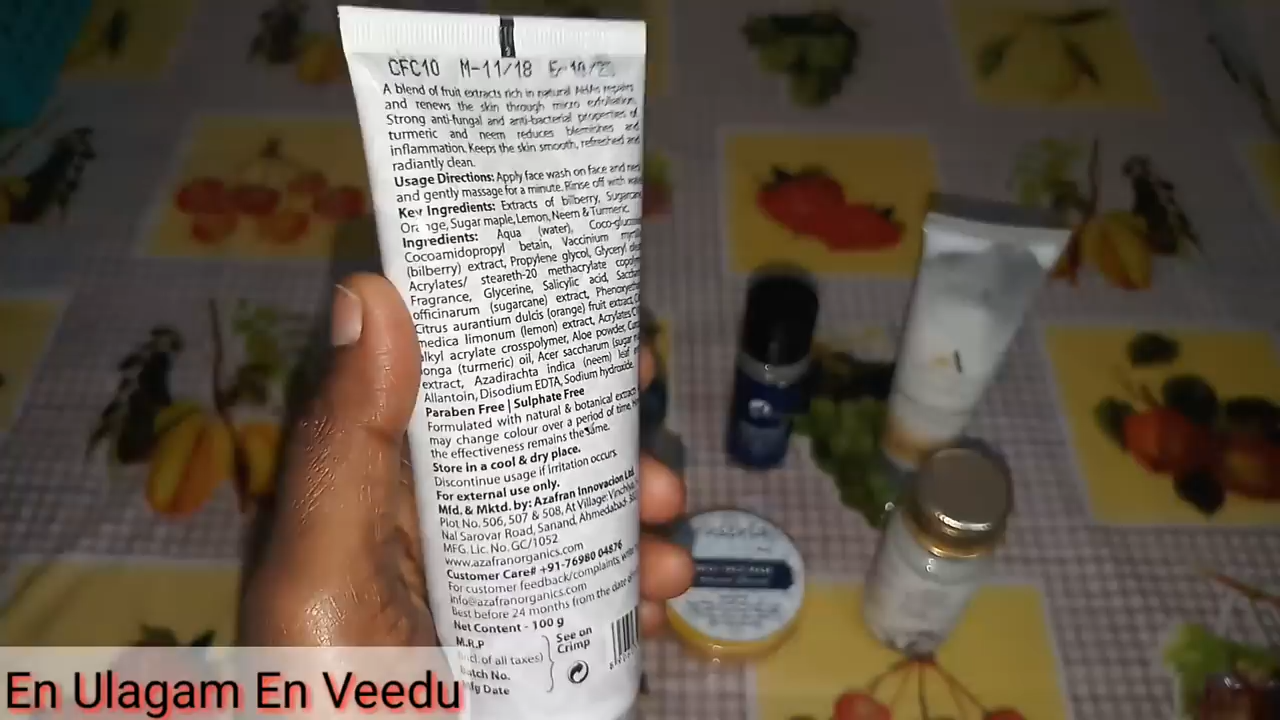 CFC10 M-11/18
A blend of fruit extracts rich in natural AHAs repairs
and renews the skin through micro exfoliation.
Strong anti-fungal and anti-bacterial properties of
turmeric and neem reduces blemishes and
inflammation. Keeps the skin smooth, refreshed and
radiantly clean.
Usage Directions: Apply face wash on face and neck
and gently massage for a minute. Rinse off with water
Key Ingredients: Extracts of bilberry, Sugarcane
Sugar maple, Lemon, Neem & Turmeric.
Ingredients: Aqua (water),
Cocoamidopropyl betain, Vaccinium
(bilberry) extract, Propylene glycol, Glyceryl
Acrylates/ steareth-20 methacrylate
Fragrance, Glycerine, Salicylic acid,
officinarum (sugarcane) extract,
Citrus aurantium dulcis (orange) fruit extract,
medica limonum (lemon) extract,
alkyl acrylate crosspolymer, Aloe powder,
longa (turmeric) oil, Acer saccharum (sugar
extract, Azadirachta indica (neem) leaf
Allantoin, Disodium EDTA, Sodium hydroxide.
Paraben Free | Sulphate Free
Formulated with natural & botanical extracts
may change colour over a period of time,
the effectiveness remains the same.
Store in a cool & dry place.
Discontinue usage if irritation occurs.
For external use only.
Mfd. & Mktd. by: Azafran Innovacion Ltd.
Plot No. 506, 507 & 508, At Village:
Nal Sarovar Road, Sanand, Ahmedabad-
MFG. Lic. No. GC/1052
www.azafranorganics.com
Customer Care# +91-76980 04876
For customer feedback/complaints,
info@azafranorganics.com
Best before 24 months from the date of
Net Content - 100 g
M.R.P
(incl. of all taxes)
Batch No.
Mfg Date
See on
Crimp
En Ulagam En Veedu